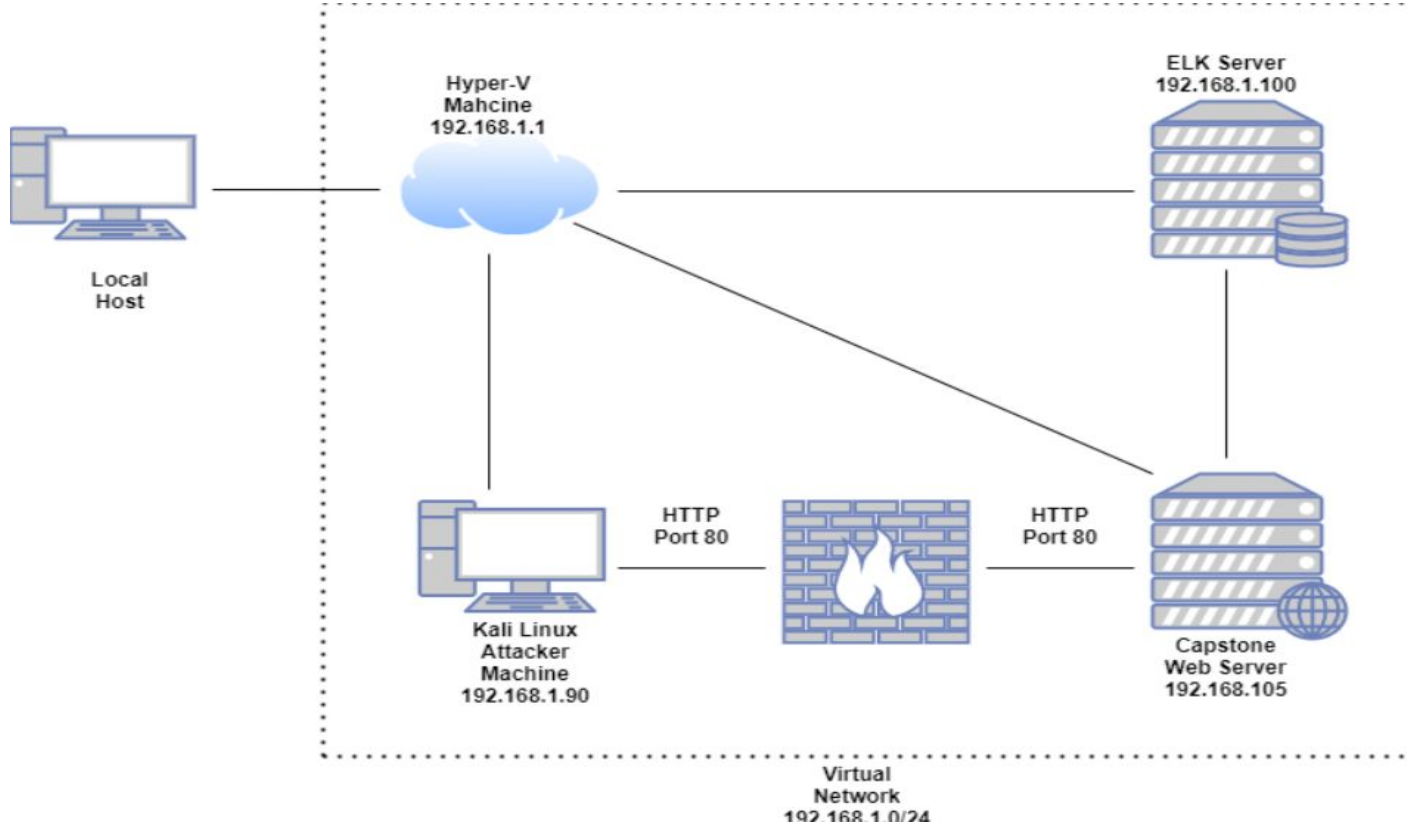 Hyper-V
Mahcine
192.168.1.1
ELK Server
192.168.1.100
Local
Host
HTTP
Port 80
HTTP
Port 80
Kali Linux
Attacker
Machine
192.168.1.90
Capstone
Web Server
192.168.105
Virtual
Network
192.168.1.0/24